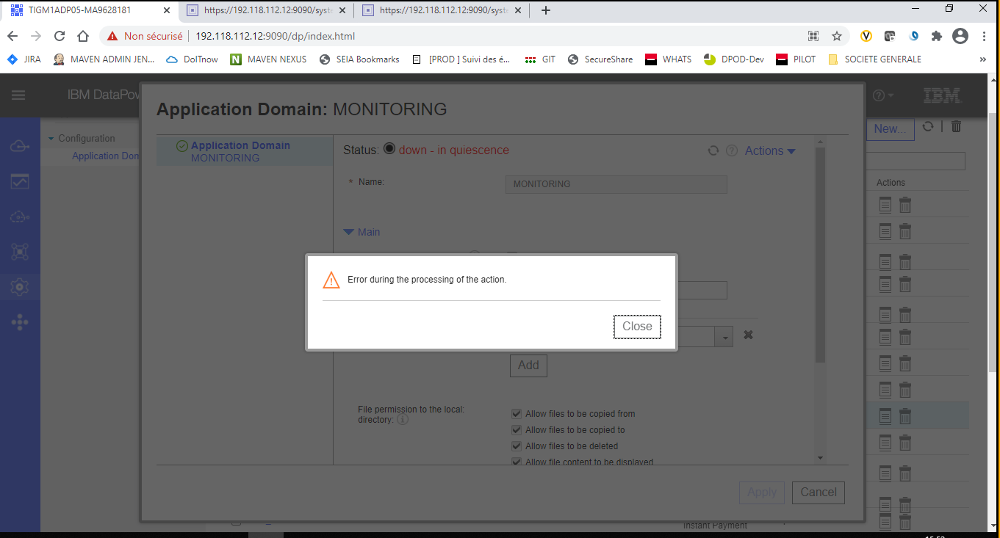 TIGM1ADP05-MA9628181
https://192.118.112.12:9090/syst
https://192.118.112.12:9090/syst
Non sécurisé
192.118.112.12:9090/dp/index.html
JIRA
MAVEN ADMIN JEN...
DoITnow
MAVEN NEXUS
SEIA Bookmarks
[PROD ] Suivi des é...
GIT
SecureShare
WHATS
DPOD-Dev
PILOT
SOCIETE GENERALE
»
IBM DataPow
IBM
Configuration
Application Don
New...
Actions
Application Domain: MONITORING
Application Domain
MONITORING
Status: down - in quiescence
Actions
* Name:
MONITORING
Main
Error during the processing of the action.
Close
Add
File permission to the local:
directory:
Allow files to be copied from
Allow files to be copied to
Allow files to be deleted
Allow file content to be displayed
Apply
Cancel
Instant Payment